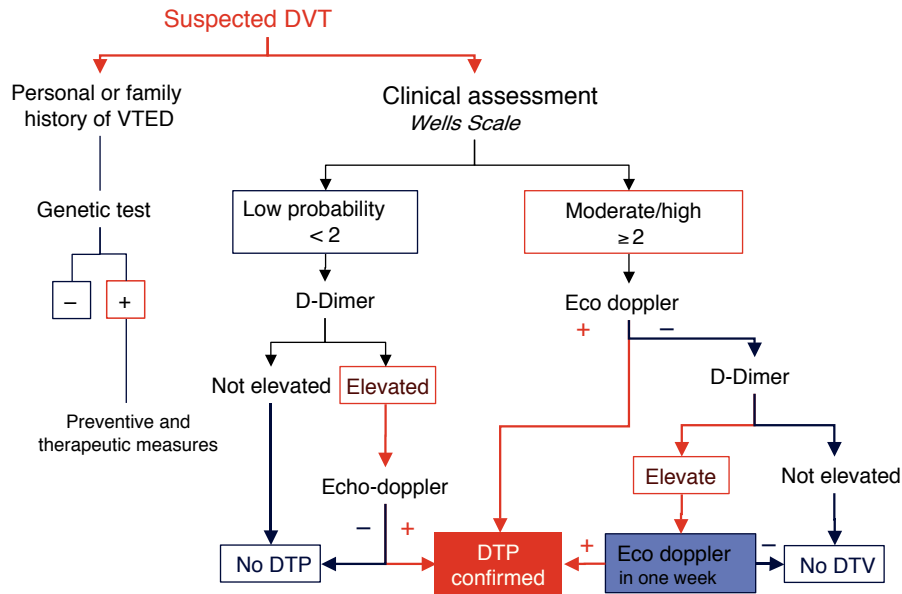 Suspected DVT
Personal or family
history of VTED
Clinical assessment
Wells Scale
Genetic test
Low probability
< 2
Moderate/high
≥ 2
− +
D-Dimer
Eco doppler
+ −
Not elevated
Elevated
D-Dimer
Preventive and
therapeutic measures
Elevate
Not elevated
Echo-doppler
− +
No DTP
DTP
confirmed
+
Eco doppler
in one week
−
No DTV